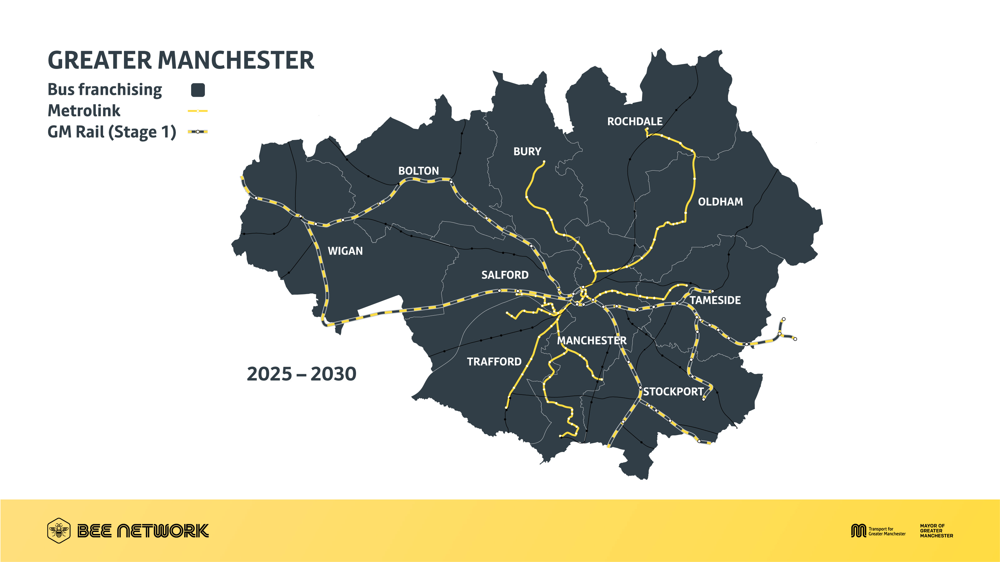 GREATER MANCHESTER
Bus franchising
Metrolink
GM Rail (Stage 1)
ROCHDALE
BURY
BOLTON
OLDHAM
WIGAN
SALFORD
TAMESIDE
MANCHESTER
TRAFFORD
2025 – 2030
STOCKPORT
BEE NETWORK
Transport for
Greater Manchester
MAYOR OF
GREATER
MANCHESTER